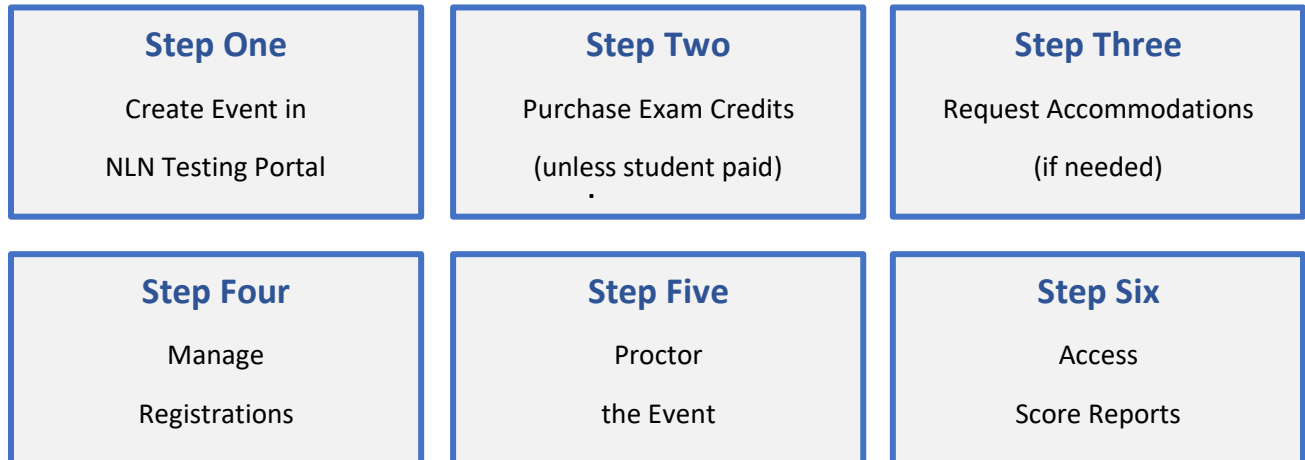 Step One
Create Event in
NLN Testing Portal
Step Two
Purchase Exam Credits
(unless student paid)
.
Step Three
Request Accommodations
(if needed)
Step Four
Manage
Registrations
Step Five
Proctor
the Event
Step Six
Access
Score Reports